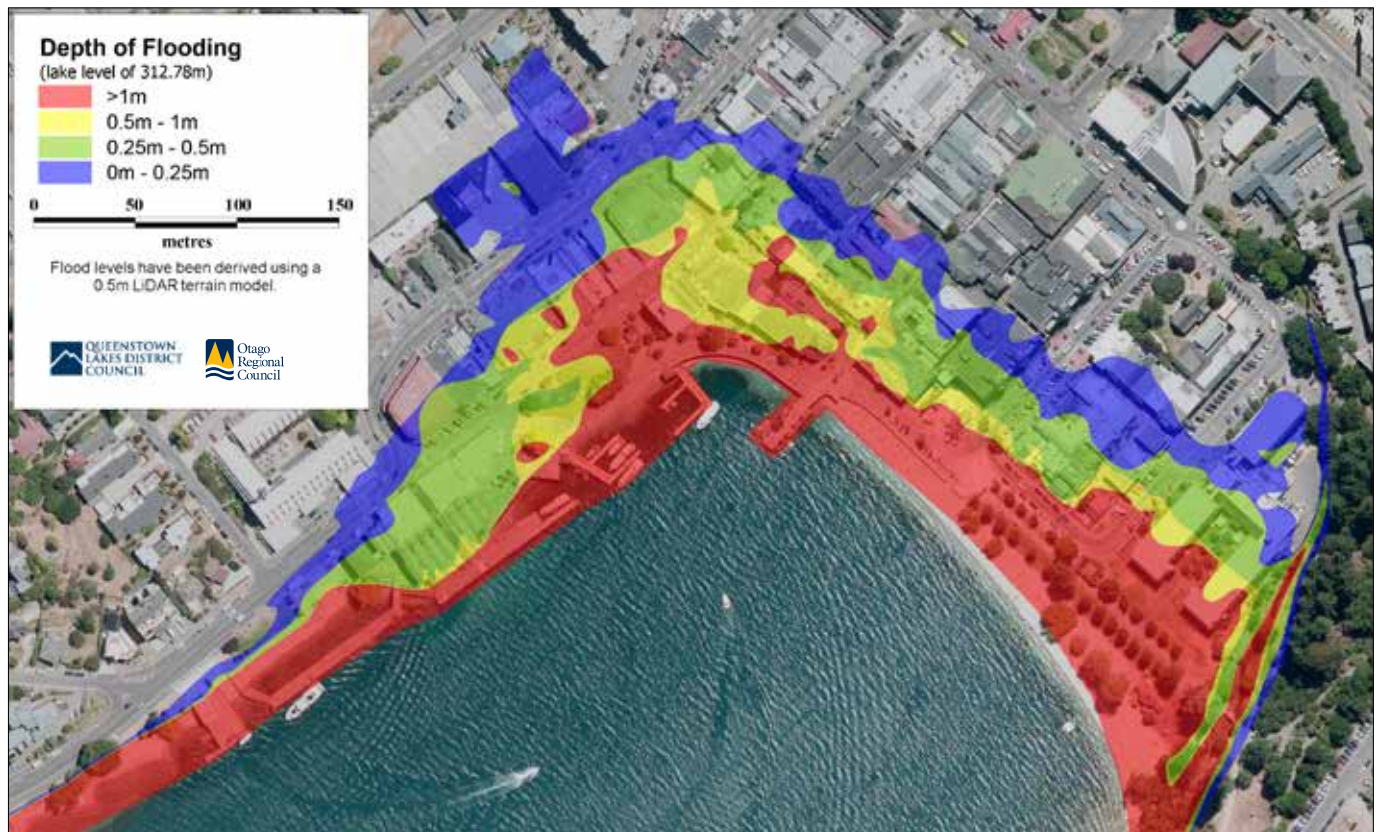 Depth of Flooding
(lake level of 312.78m)
>1m
0.5m - 1m
0.25m - 0.5m
0m - 0.25m
0 50 100 150
metres
Flood levels have been derived using a
0.5m LiDAR terrain model.
QUEENSTOWN
LAKES DISTRICT
COUNCIL
Otago
Regional
Council
N